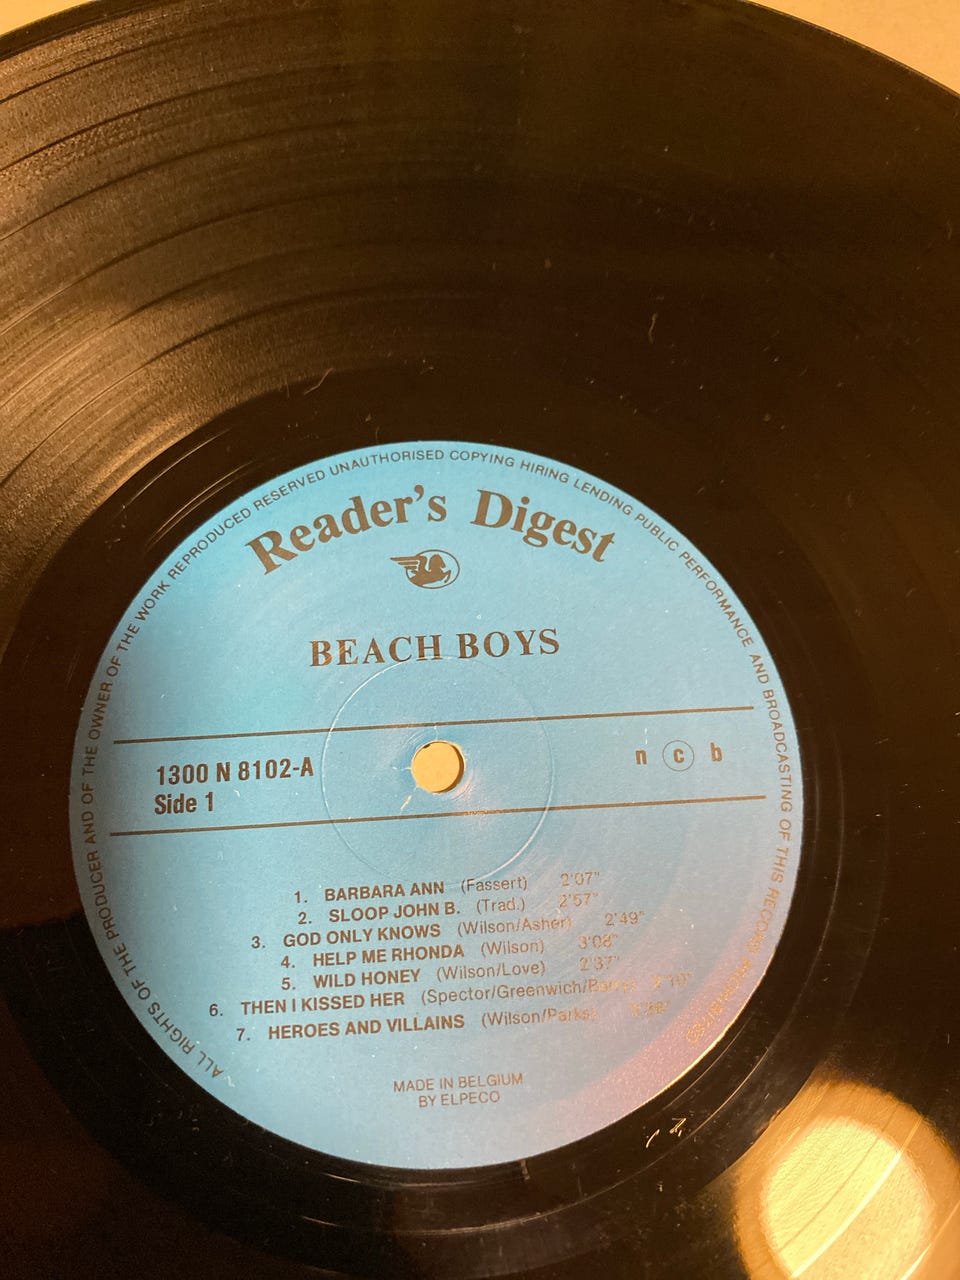 ALL RIGHTS OF THE PRODUCER AND OF THE OWNER OF THE WORK REPRODUCED RESERVED UNAUTHORISED COPYING HIRING LENDING PUBLIC PERFORMANCE AND BROADCASTING OF THIS RECORD PROHIBITED
Reader's Digest
BEACH BOYS
1300 N 8102-A
Side 1
n c b
1. BARBARA ANN (Fassert) 2'07"
2. SLOOP JOHN B. (Trad.) 2'57"
3. GOD ONLY KNOWS (Wilson/Asher) 2'49"
4. HELP ME RHONDA (Wilson) 3'08"
5. WILD HONEY (Wilson/Love) 2'37"
6. THEN I KISSED HER (Spector/Greenwich/Barry) 2'10"
7. HEROES AND VILLAINS (Wilson/Parks)
MADE IN BELGIUM
BY ELPECO